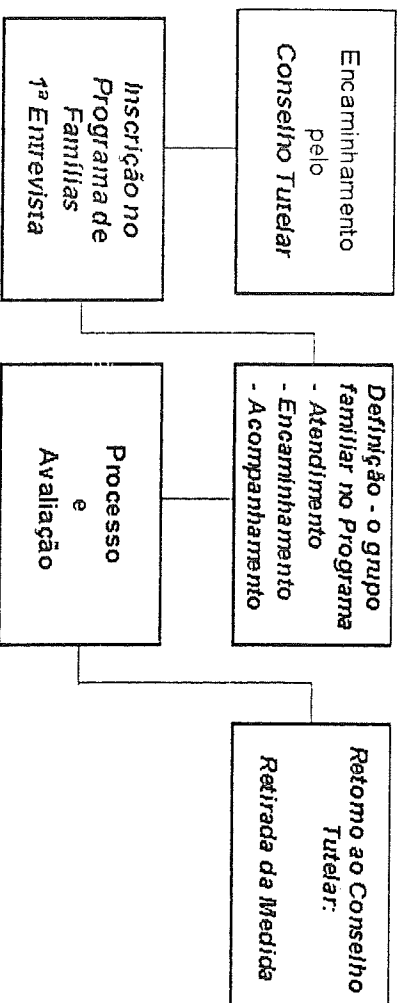 Encaminhamento
pelo
Conselho Tutelar
Inscrição no
Programa de
Famílias
1ª Entrevista
Definição - o grupo
familiar no Programa
- Atendimento
- Encaminhamento
- Acompanhamento
Processo
e
Avaliação
Retorno ao Conselho
Tutelar:
Retirada da Medida